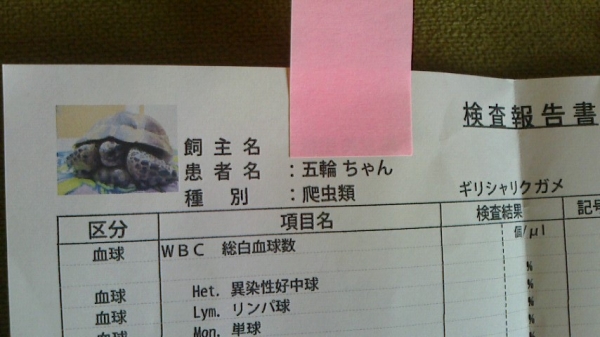 検査報告書
飼主名
患者名 :五輪ちゃん
種別 :爬虫類 ギリシャリクガメ
区分 項目名 検査結果 記号
血球 WBC 総白血球数 個/μl
血球 Het. 異染性好中球 %
血球 Lym. リンパ球 %
血球 Mon. 単球 %